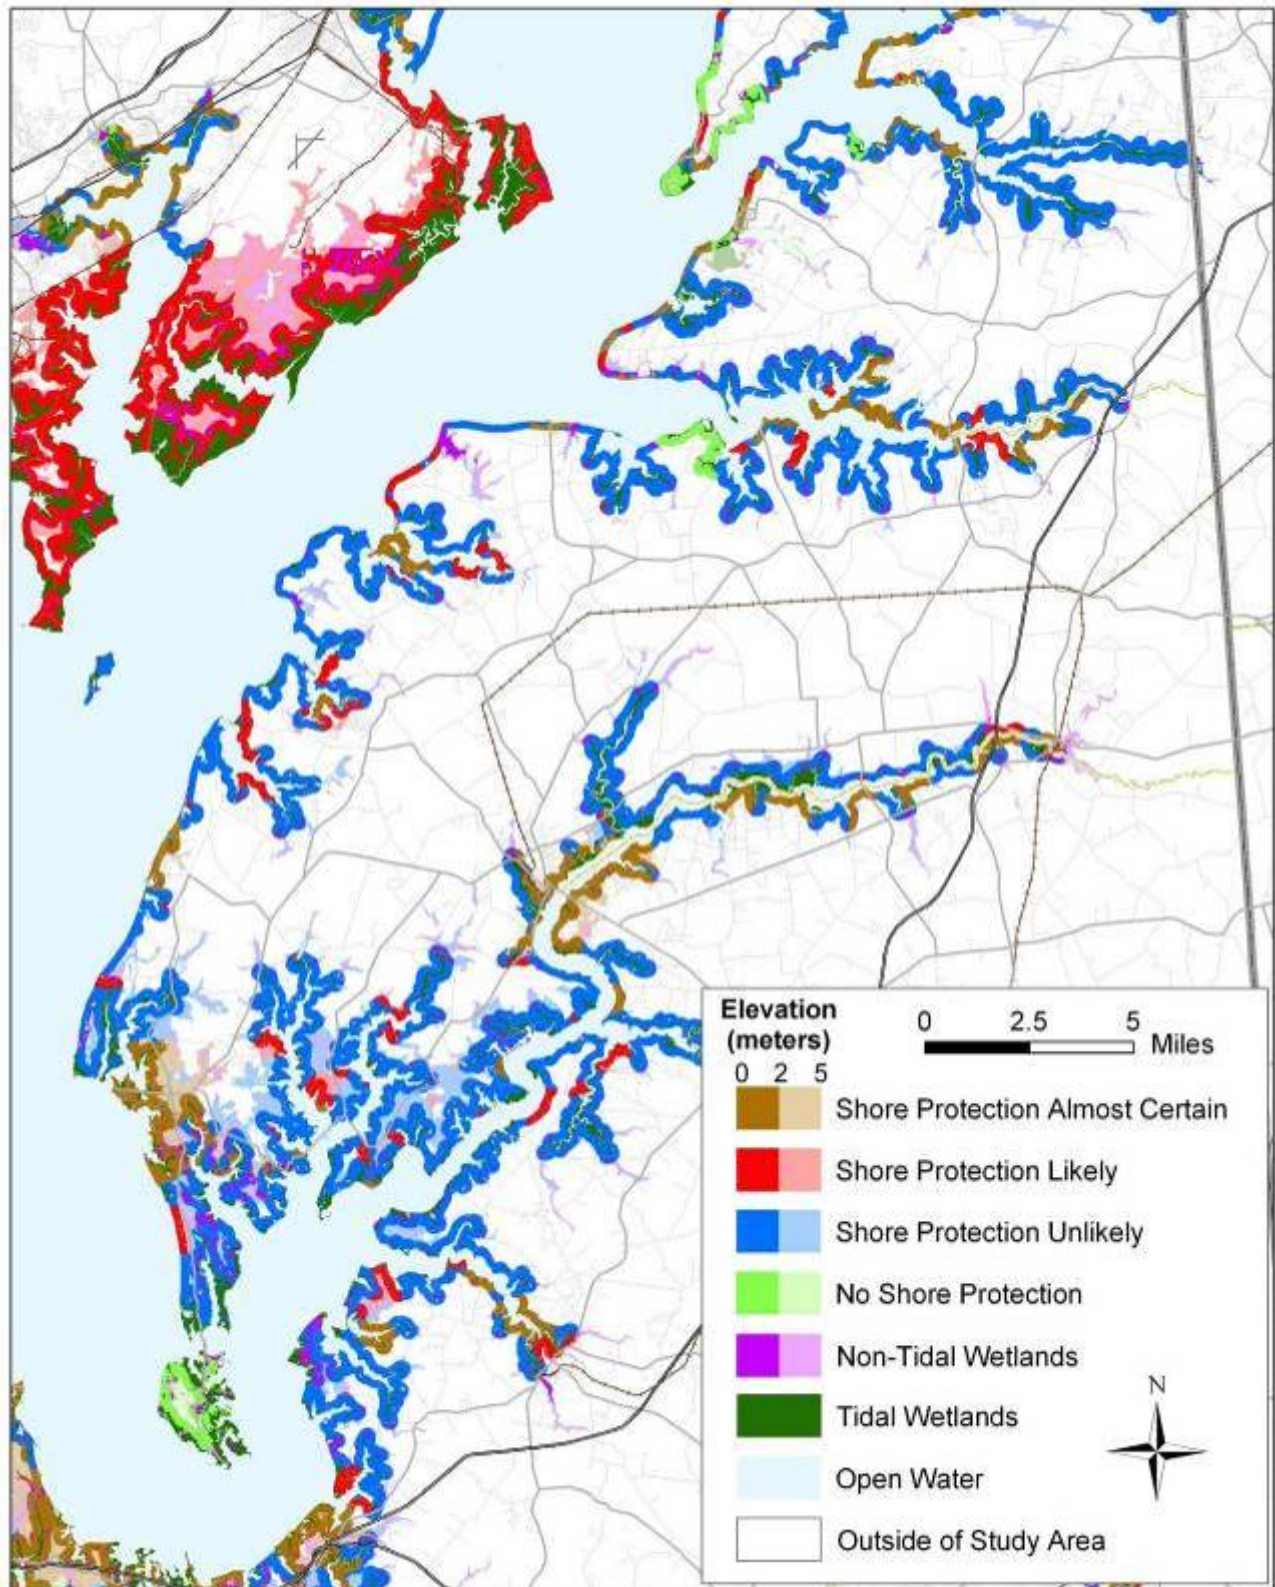 Elevation
(meters)
0 2 5
0 2.5 5
Miles
Shore Protection Almost Certain
Shore Protection Likely
Shore Protection Unlikely
No Shore Protection
Non-Tidal Wetlands
Tidal Wetlands
Open Water
Outside of Study Area
N